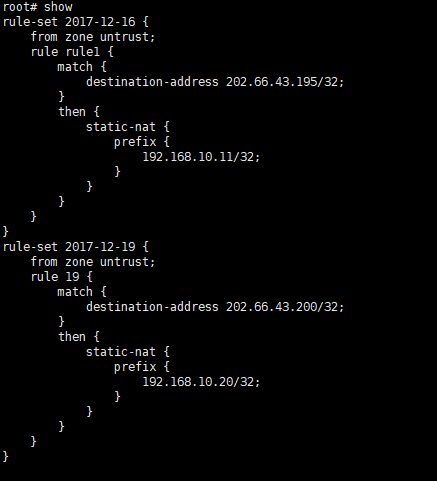 root# show
rule-set 2017-12-16 {
    from zone untrust;
    rule rule1 {
        match {
            destination-address 202.66.43.195/32;
        }
        then {
            static-nat {
                prefix {
                    192.168.10.11/32;
                }
            }
        }
    }
}
rule-set 2017-12-19 {
    from zone untrust;
    rule 19 {
        match {
            destination-address 202.66.43.200/32;
        }
        then {
            static-nat {
                prefix {
                    192.168.10.20/32;
                }
            }
        }
    }
}